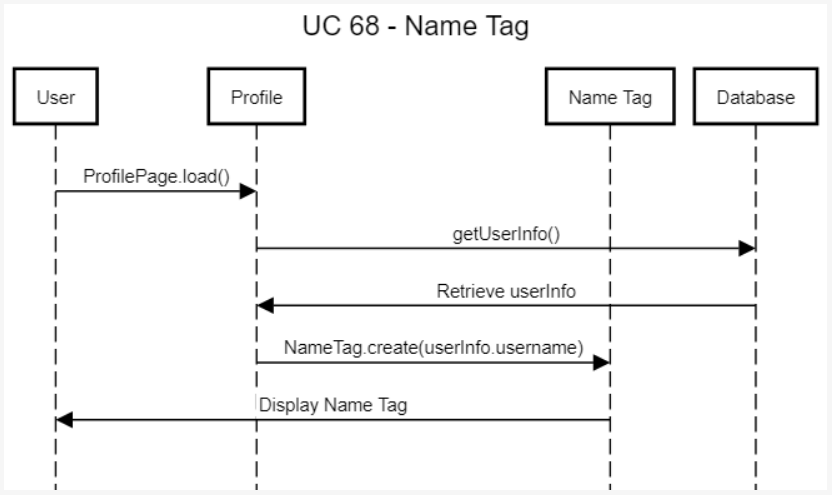 UC 68 - Name Tag
User
Profile
Name Tag
Database
ProfilePage.load()
getUserInfo()
Retrieve userInfo
NameTag.create(userInfo.username)
Display Name Tag